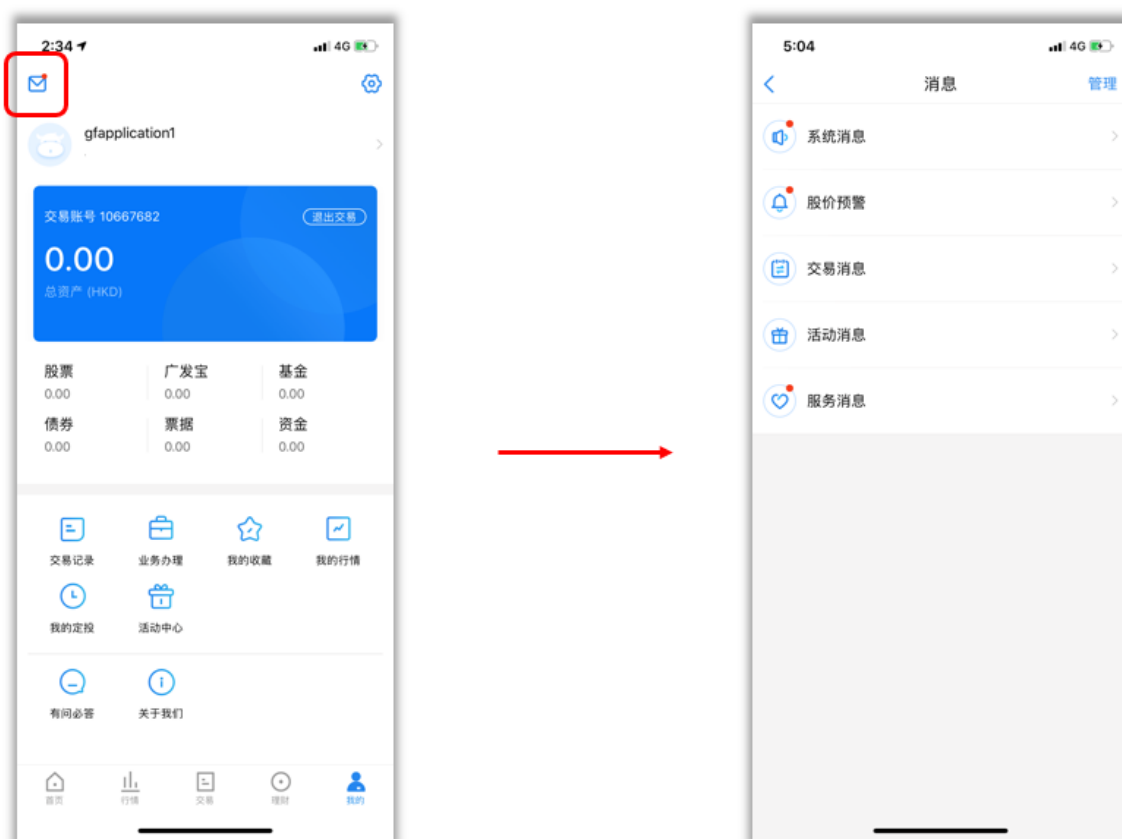 2:34
4G
gfapplication1
交易账号 10667682
退出交易
0.00
总资产 (HKD)
股票 广发宝 基金
0.00 0.00 0.00
债券 票据 资金
0.00 0.00 0.00
交易记录 业务办理 我的收藏 我的行情
我的定投 活动中心
有问必答 关于我们
首页 行情 交易 理财 我的
5:04
4G
消息
管理
系统消息
股价预警
交易消息
活动消息
服务消息